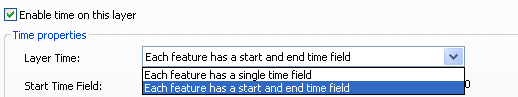 Enable time on this layer
Time properties
Layer Time: Each feature has a start and end time field
Each feature has a single time field
Each feature has a start and end time field
Start Time Field: